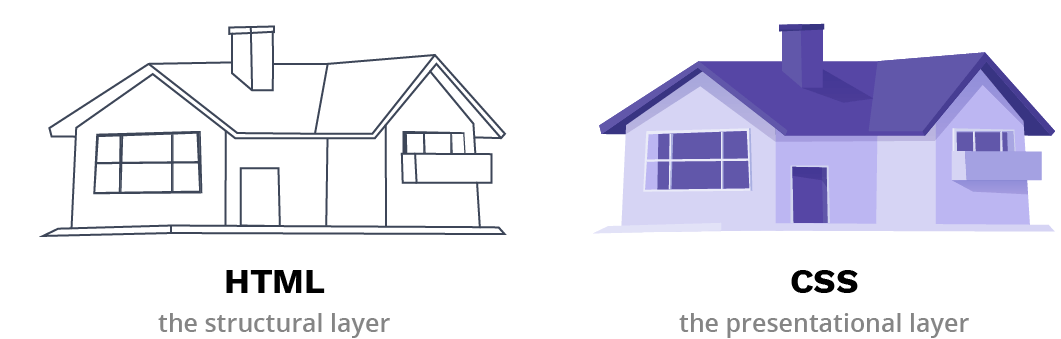 HTML
the structural layer
CSS
the presentational layer